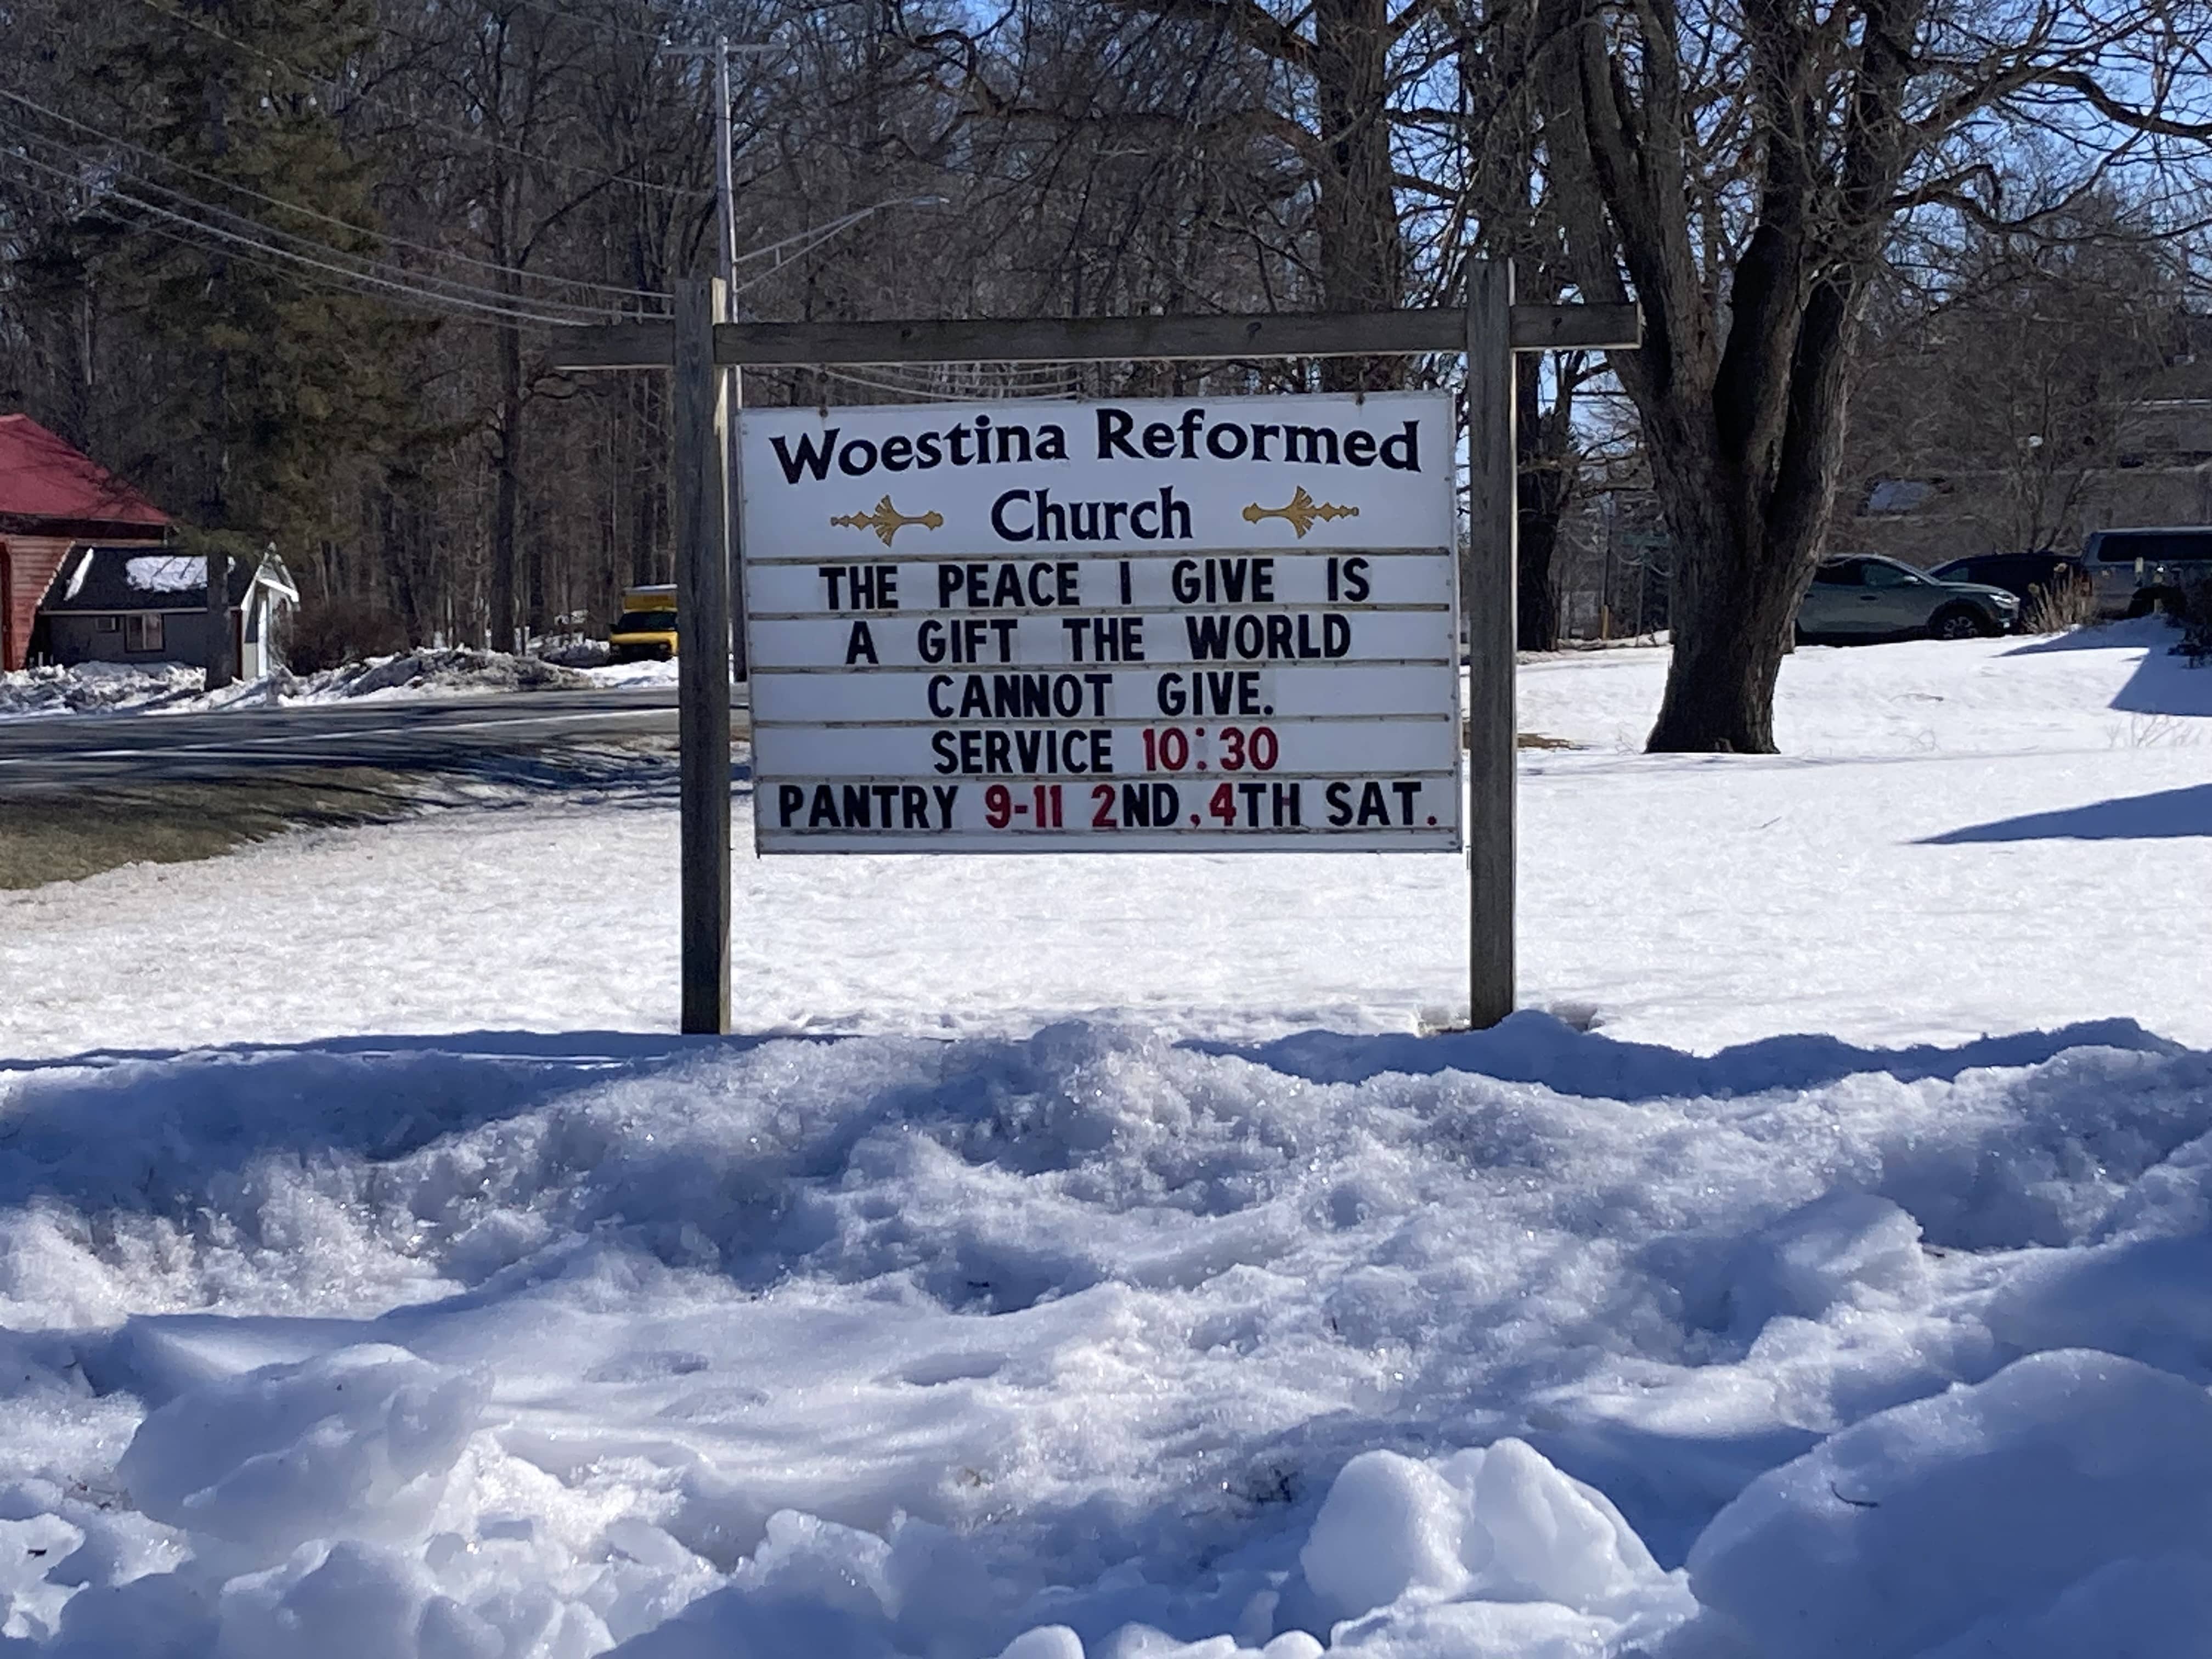 Woestina Reformed
Church
THE PEACE I GIVE IS
A GIFT THE WORLD
CANNOT GIVE.
SERVICE 10:30
PANTRY 9-11 2ND, 4TH SAT.